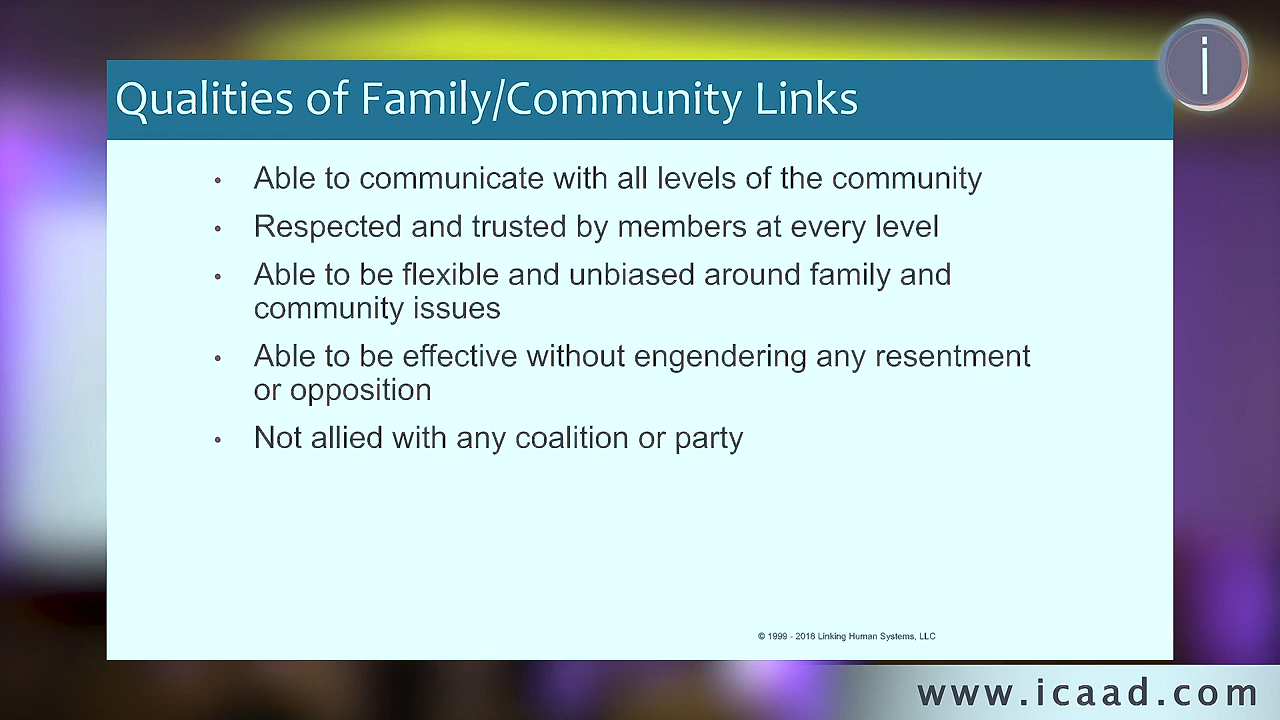 i
Qualities of Family/Community Links
• Able to communicate with all levels of the community
• Respected and trusted by members at every level
• Able to be flexible and unbiased around family and
community issues
• Able to be effective without engendering any resentment
or opposition
• Not allied with any coalition or party
© 1999 - 2018 Linking Human Systems, LLC
www.icaad.com